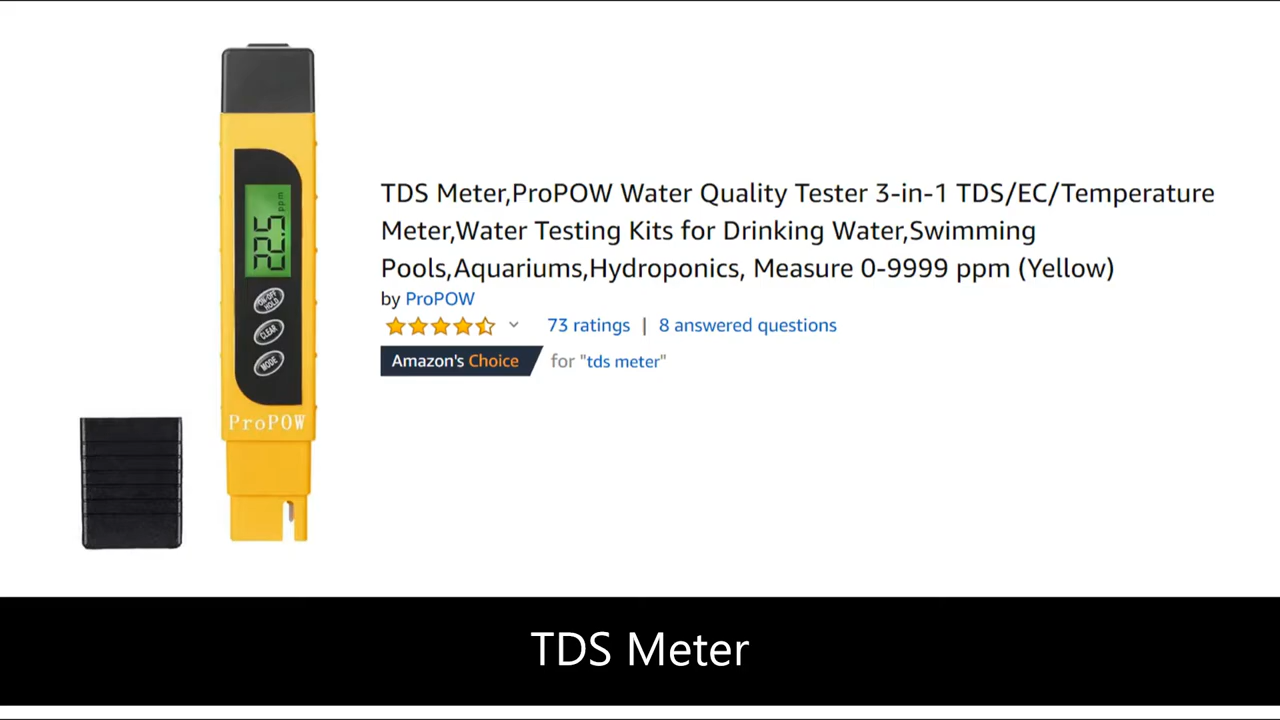 TDS Meter,ProPOW Water Quality Tester 3-in-1 TDS/EC/Temperature
Meter,Water Testing Kits for Drinking Water,Swimming
Pools,Aquariums,Hydroponics, Measure 0-9999 ppm (Yellow)
by ProPOW
73 ratings | 8 answered questions
Amazon's Choice for "tds meter"
22.5 ppm
ON-OFF
HOLD
CLEAR
MODE
ProPOW
TDS Meter